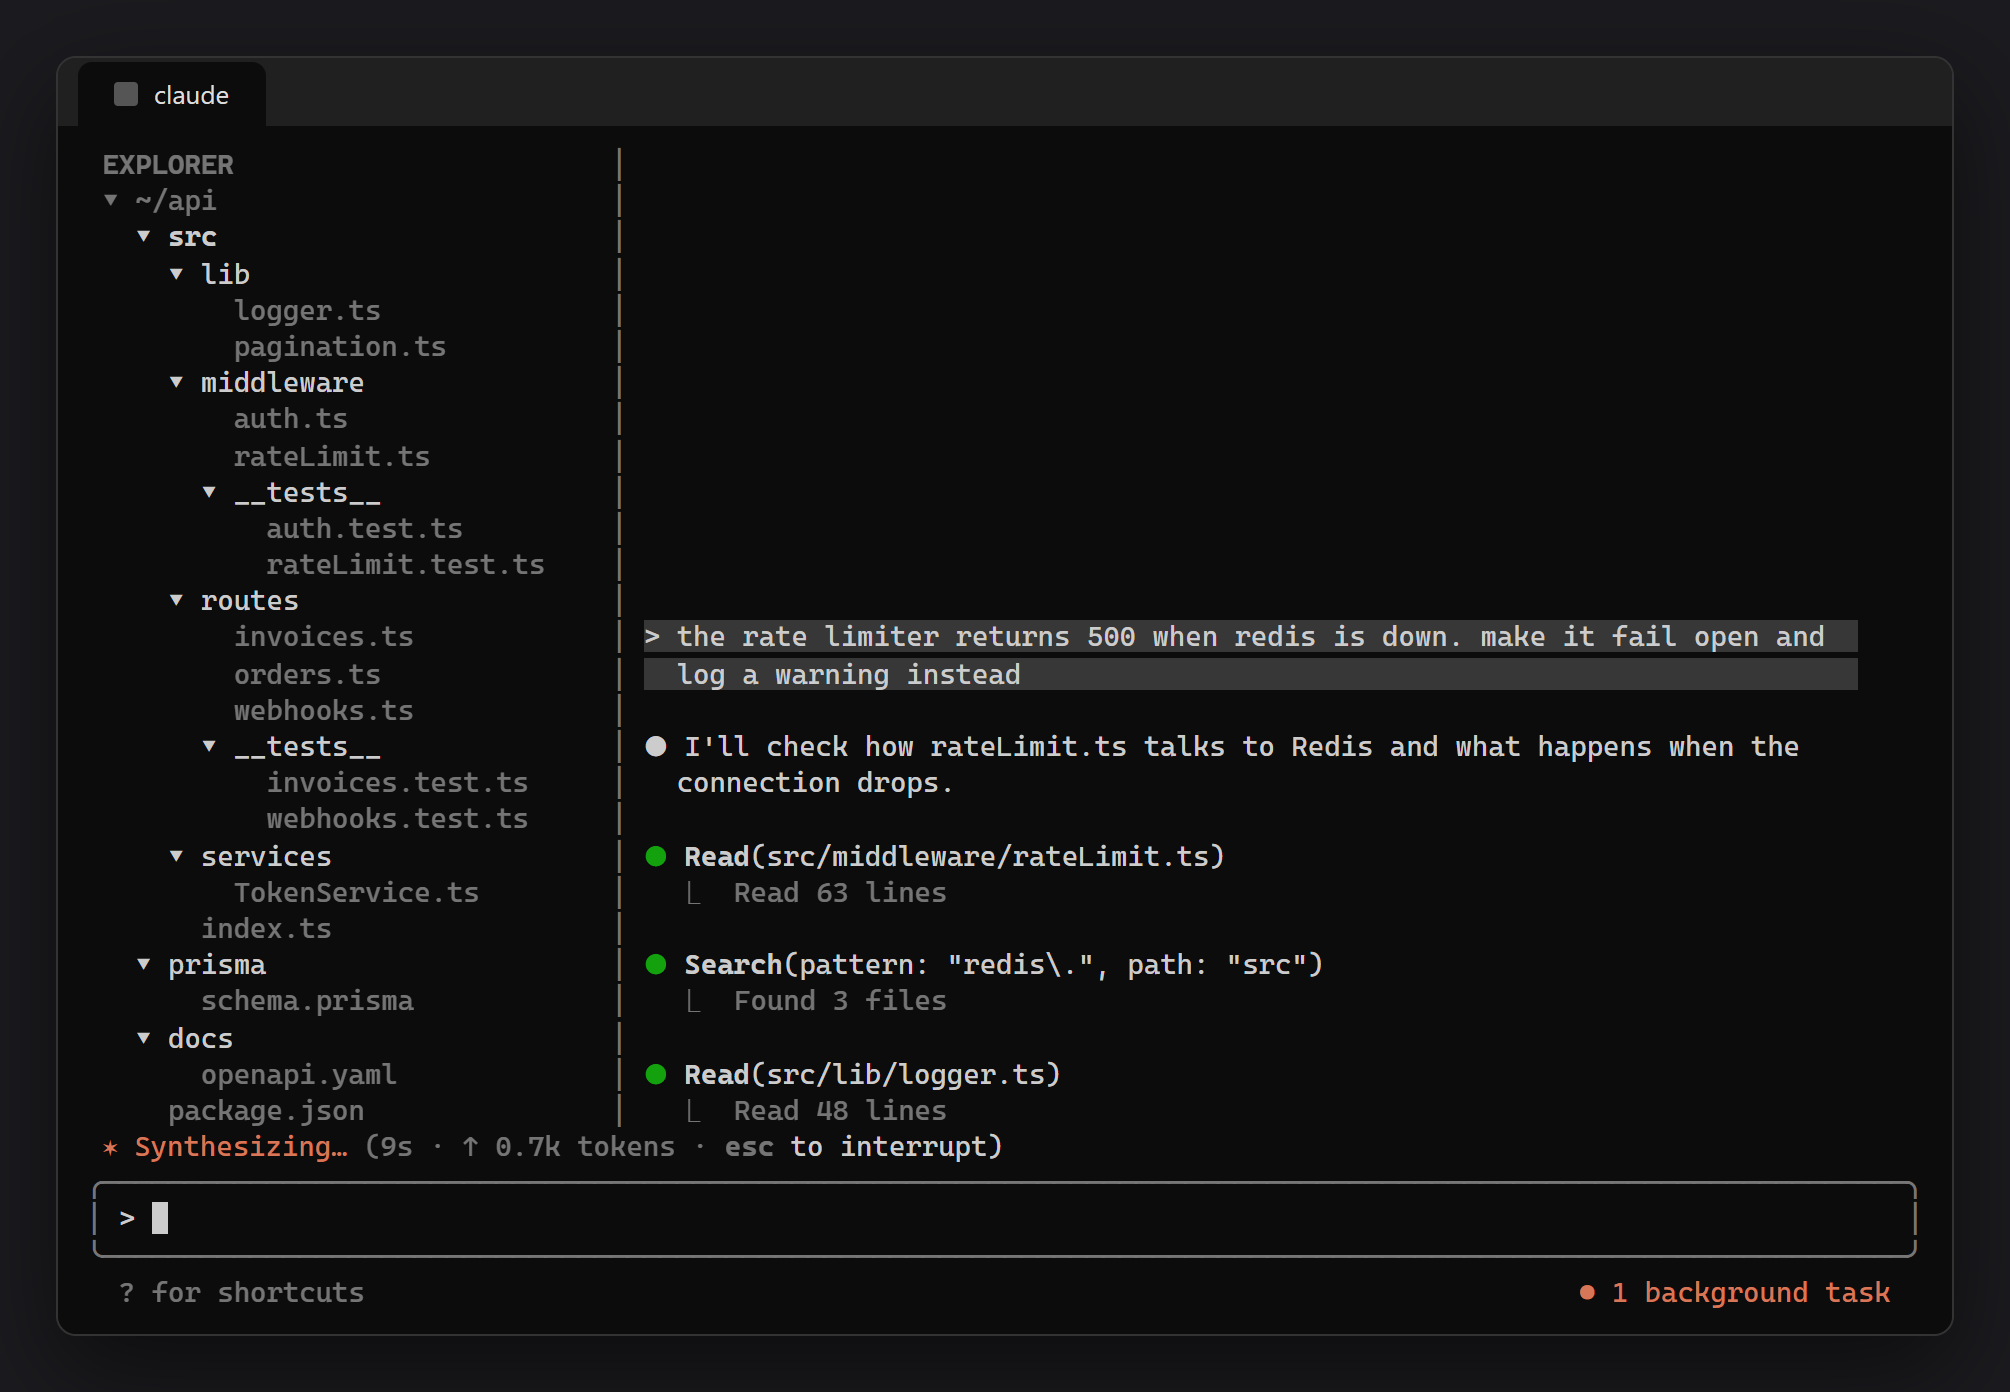 claude
EXPLORER
▼ ~/api
▼ src
▼ lib
logger.ts
pagination.ts
▼ middleware
auth.ts
rateLimit.ts
▼ __tests__
auth.test.ts
rateLimit.test.ts
▼ routes
invoices.ts
orders.ts
webhooks.ts
▼ __tests__
invoices.test.ts
webhooks.test.ts
▼ services
TokenService.ts
index.ts
▼ prisma
schema.prisma
▼ docs
openapi.yaml
package.json
> the rate limiter returns 500 when redis is down. make it fail open and
log a warning instead
● I'll check how rateLimit.ts talks to Redis and what happens when the
connection drops.
● Read(src/middleware/rateLimit.ts)
⎿ Read 63 lines
● Search(pattern: "redis\.", path: "src")
⎿ Found 3 files
● Read(src/lib/logger.ts)
⎿ Read 48 lines
✶ Synthesizing… (9s · ↑ 0.7k tokens · esc to interrupt)
>
? for shortcuts
● 1 background task